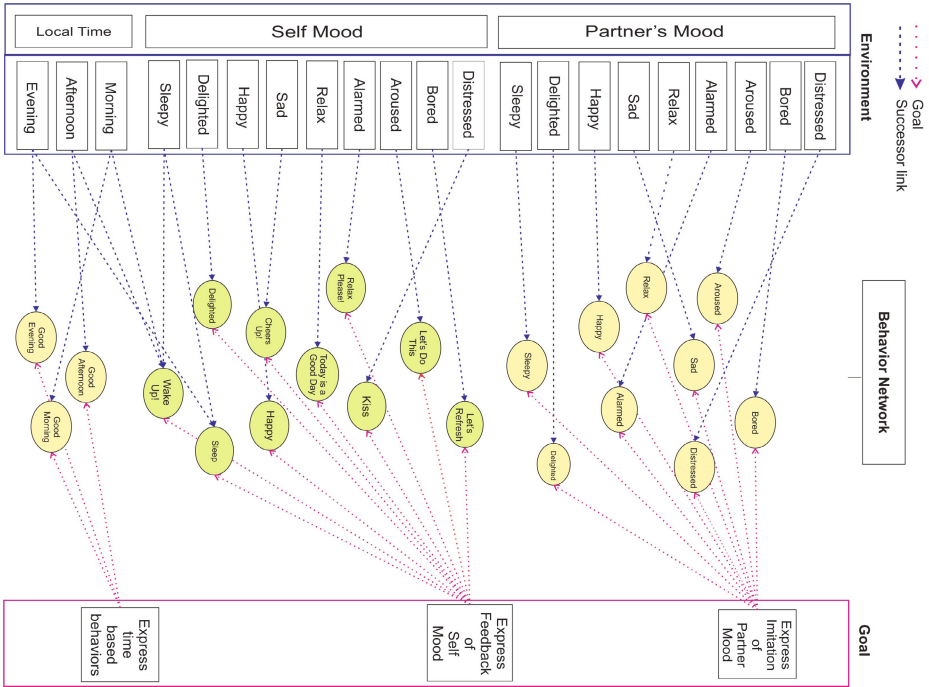 Local Time
Self Mood
Partner's Mood
Environment
Goal
Successor link
Evening
Afternoon
Morning
Sleepy
Delighted
Happy
Sad
Relax
Alarmed
Aroused
Bored
Distressed
Sleepy
Delighted
Happy
Sad
Relax
Alarmed
Aroused
Bored
Distressed
Good
Evening
Good
Afternoon
Good
Morning
Wake
Up!
Delighted
Sleep
Cheers
Up!
Happy
Today is a
Good Day
Relax
Please!
Kiss
Let's Do
This
Let's
Refresh
Sleepy
Delighted
Happy
Alarmed
Relax
Sad
Distressed
Aroused
Bored
Behavior Network
Express
time
based
behaviors
Express
Feedback
of
Self
Mood
Express
Imitation
of
Partner
Mood
Goal